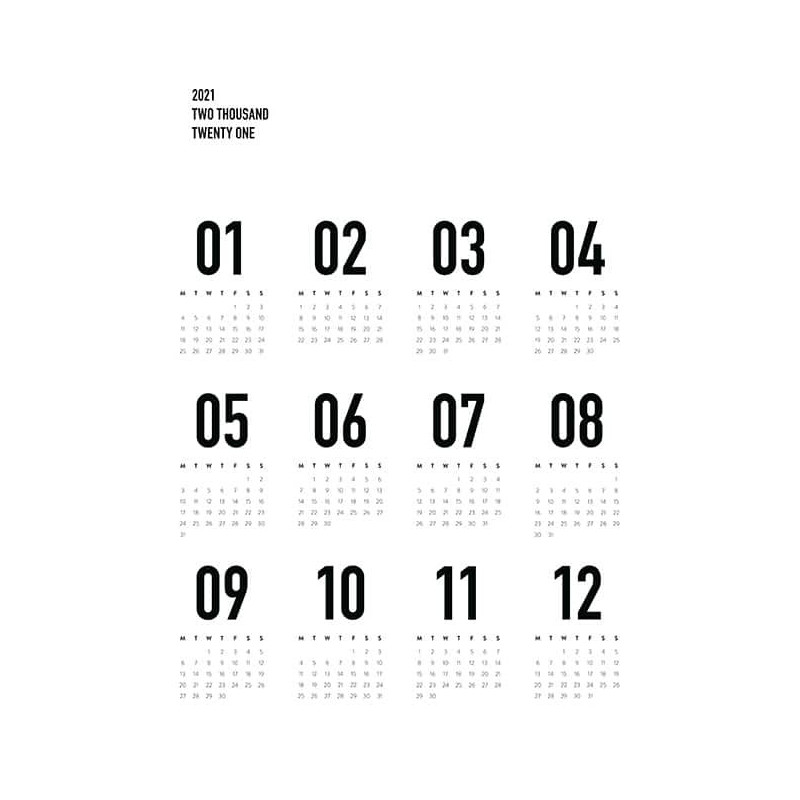 2021
TWO THOUSAND
TWENTY ONE
01 02 03 04
M T W T F S S M T W T F S S M T W T F S S M T W T F S S
1 2 3 1 2 3 4 5 6 7 1 2 3 4 5 6 7 1 2 3 4
4 5 6 7 8 9 10 8 9 10 11 12 13 14 8 9 10 11 12 13 14 5 6 7 8 9 10 11
11 12 13 14 15 16 17 15 16 17 18 19 20 21 15 16 17 18 19 20 21 12 13 14 15 16 17 18
18 19 20 21 22 23 24 22 23 24 25 26 27 28 22 23 24 25 26 27 28 19 20 21 22 23 24 25
25 26 27 28 29 30 31 29 30 31 26 27 28 29 30
05 06 07 08
M T W T F S S M T W T F S S M T W T F S S M T W T F S S
1 2 1 2 3 4 5 6 1 2 3 4 1
3 4 5 6 7 8 9 7 8 9 10 11 12 13 5 6 7 8 9 10 11 2 3 4 5 6 7 8
10 11 12 13 14 15 16 14 15 16 17 18 19 20 12 13 14 15 16 17 18 9 10 11 12 13 14 15
17 18 19 20 21 22 23 21 22 23 24 25 26 27 19 20 21 22 23 24 25 16 17 18 19 20 21 22
24 25 26 27 28 29 30 28 29 30 26 27 28 29 30 31 23 24 25 26 27 28 29
31 30 31
09 10 11 12
M T W T F S S M T W T F S S M T W T F S S M T W T F S S
1 2 3 4 5 1 2 3 1 2 3 4 5 6 7 1 2 3 4 5
6 7 8 9 10 11 12 4 5 6 7 8 9 10 8 9 10 11 12 13 14 6 7 8 9 10 11 12
13 14 15 16 17 18 19 11 12 13 14 15 16 17 15 16 17 18 19 20 21 13 14 15 16 17 18 19
20 21 22 23 24 25 26 18 19 20 21 22 23 24 22 23 24 25 26 27 28 20 21 22 23 24 25 26
27 28 29 30 25 26 27 28 29 30 31 29 30 27 28 29 30 31